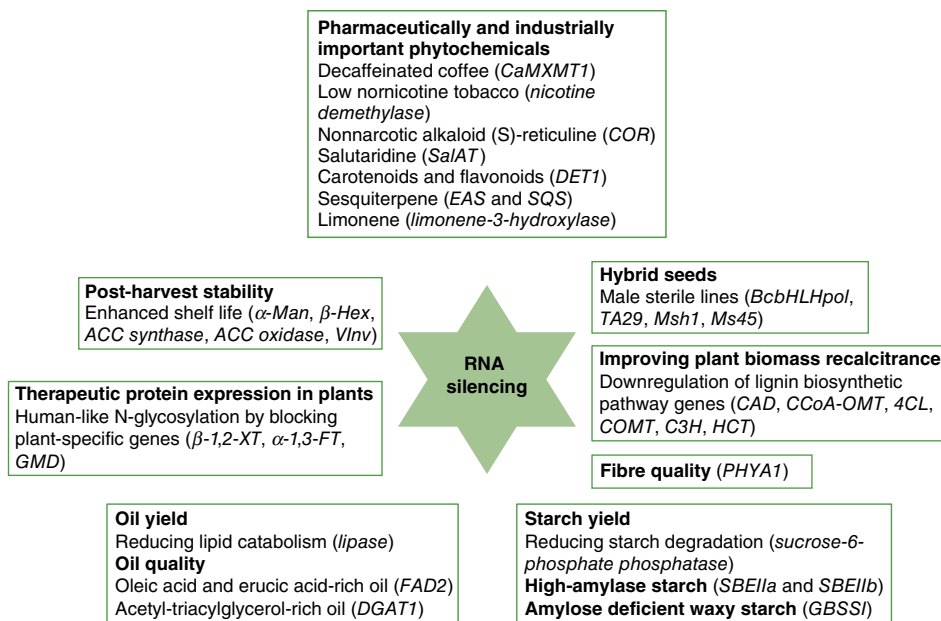 Pharmaceutically and industrially
important phytochemicals
Decaffeinated coffee (CaMXMT1)
Low nornicotine tobacco (nicotine
demethylase)
Nonnarcotic alkaloid (S)-reticuline (COR)
Salutaridine (SalAT)
Carotenoids and flavonoids (DET1)
Sesquiterpene (EAS and SQS)
Limonene (limonene-3-hydroxylase)
Post-harvest stability
Enhanced shelf life (α-Man, β-Hex,
ACC synthase, ACC oxidase, VInv)
Hybrid seeds
Male sterile lines (BcbHLHpol,
TA29, Msh1, Ms45)
RNA
silencing
Therapeutic protein expression in plants
Human-like N-glycosylation by blocking
plant-specific genes (β-1,2-XT, α-1,3-FT,
GMD)
Improving plant biomass recalcitrance
Downregulation of lignin biosynthetic
pathway genes (CAD, CCoA-OMT, 4CL,
COMT, C3H, HCT)
Fibre quality (PHYA1)
Oil yield
Reducing lipid catabolism (lipase)
Oil quality
Oleic acid and erucic acid-rich oil (FAD2)
Acetyl-triacylglycerol-rich oil (DGAT1)
Starch yield
Reducing starch degradation (sucrose-6-
phosphate phosphatase)
High-amylase starch (SBEIIa and SBEIIb)
Amylose deficient waxy starch (GBSSI)